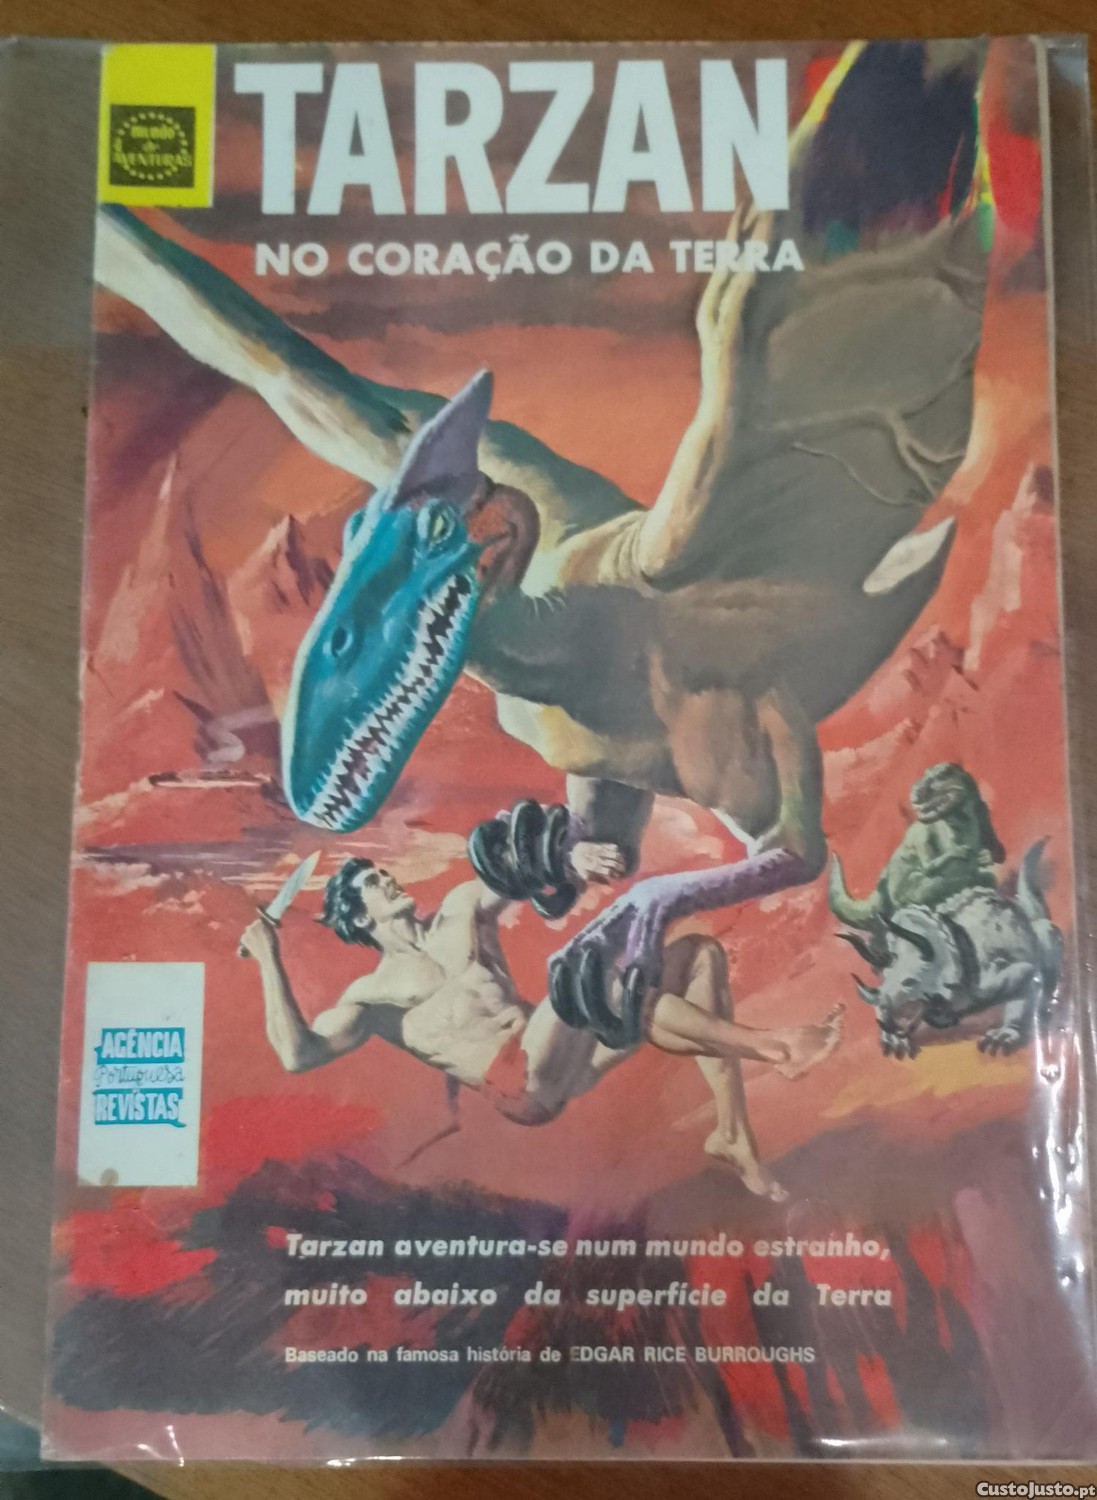 mundo
de
AVENTURAS
TARZAN
NO CORAÇÃO DA TERRA
AGÊNCIA
Portuguesa
REVISTAS
Tarzan aventura-se num mundo estranho,
muito abaixo da superfície da Terra
Baseado na famosa história de EDGAR RICE BURROUGHS
CustoJusto.pt